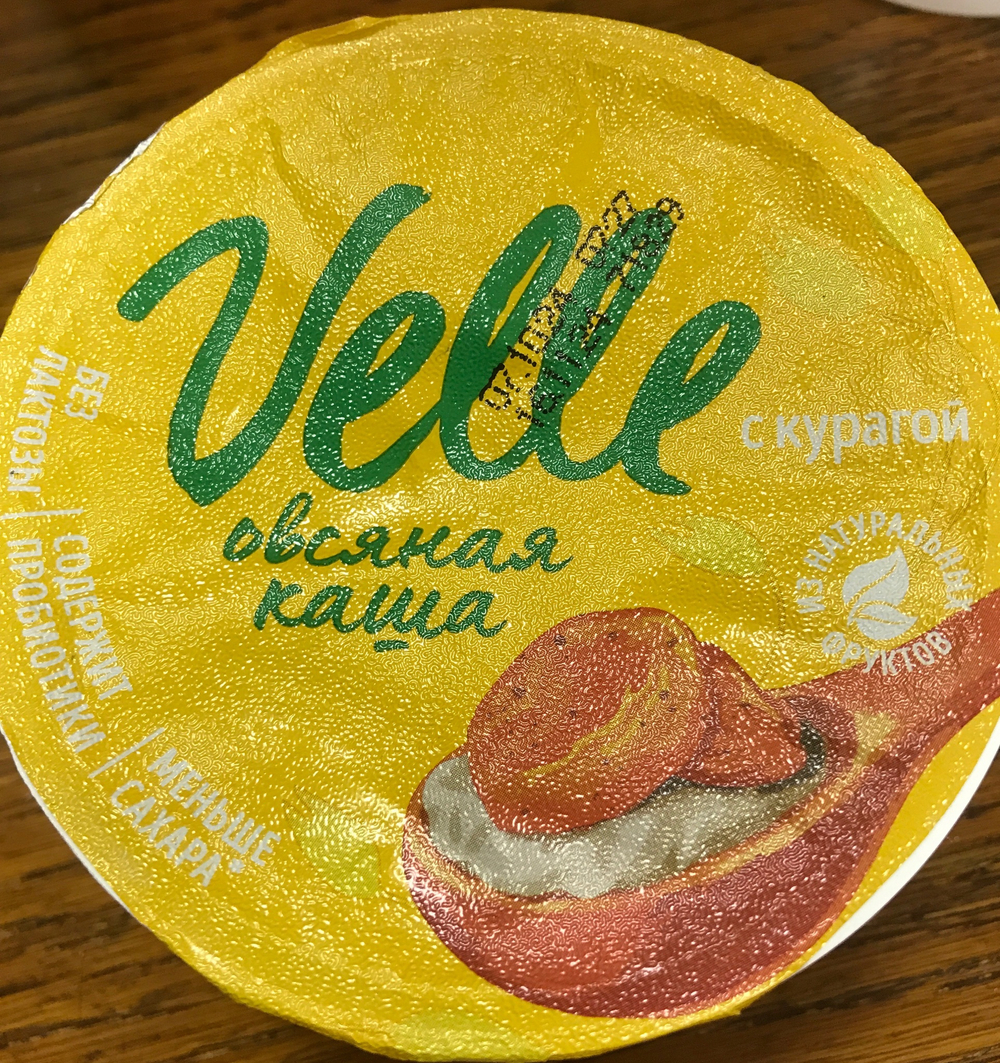 Velle
овсяная
каша
с курагой
ИЗ НАТУРАЛЬНЫХ
ФРУКТОВ
БЕЗ
ЛАКТОЗЫ
СОДЕРЖИТ
ПРОБИОТИКИ
МЕНЬШЕ
САХАРА*